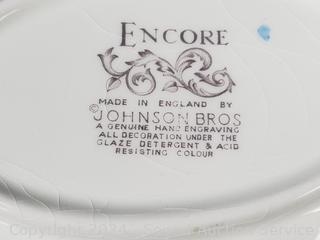 ENCORE
MADE IN ENGLAND BY
©JOHNSON BROS
A GENUINE HAND ENGRAVING
ALL DECORATION UNDER THE
GLAZE DETERGENT & ACID
RESISTING COLOUR